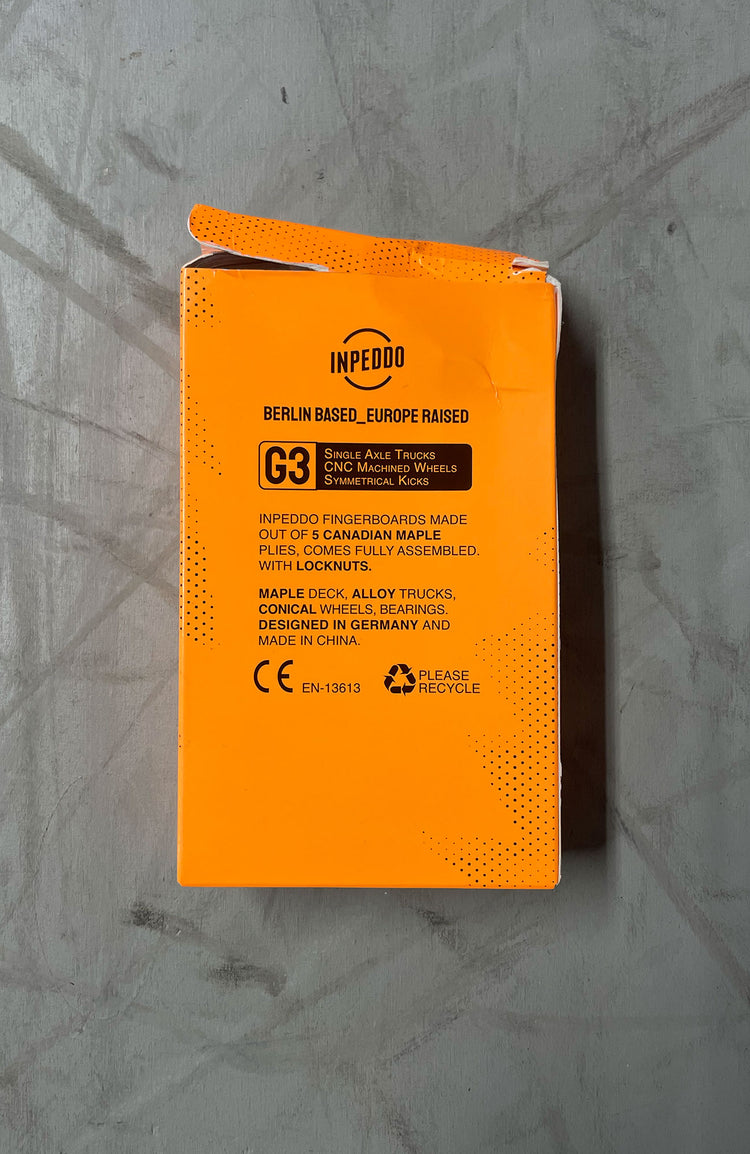 INPEDDO
BERLIN BASED_EUROPE RAISED
G3
Single Axle Trucks
CNC Machined Wheels
Symmetrical Kicks
INPEDDO FINGERBOARDS MADE
OUT OF 5 CANADIAN MAPLE
PLIES, COMES FULLY ASSEMBLED.
WITH LOCKNUTS.
MAPLE DECK, ALLOY TRUCKS,
CONICAL WHEELS, BEARINGS.
DESIGNED IN GERMANY AND
MADE IN CHINA.
CE EN-13613
PLEASE
RECYCLE